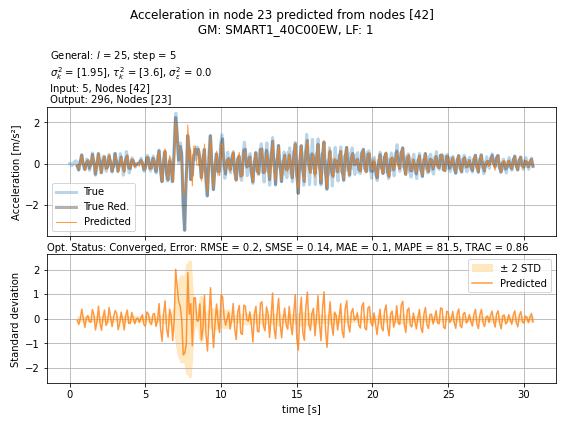 Acceleration in node 23 predicted from nodes [42]
GM: SMART1_40C00EW, LF: 1
General: l = 25, step = 5
σ²ₖ = [1.95], τ²ₖ = [3.6], σ²ε = 0.0
Input: 5, Nodes [42]
Output: 296, Nodes [23]
Acceleration [m/s²]
2
0
−2
True
True Red.
Predicted
Opt. Status: Converged, Error: RMSE = 0.2, SMSE = 0.14, MAE = 0.1, MAPE = 81.5, TRAC = 0.86
Standard deviation
2
1
0
−1
−2
± 2 STD
Predicted
0 5 10 15 20 25 30
time [s]